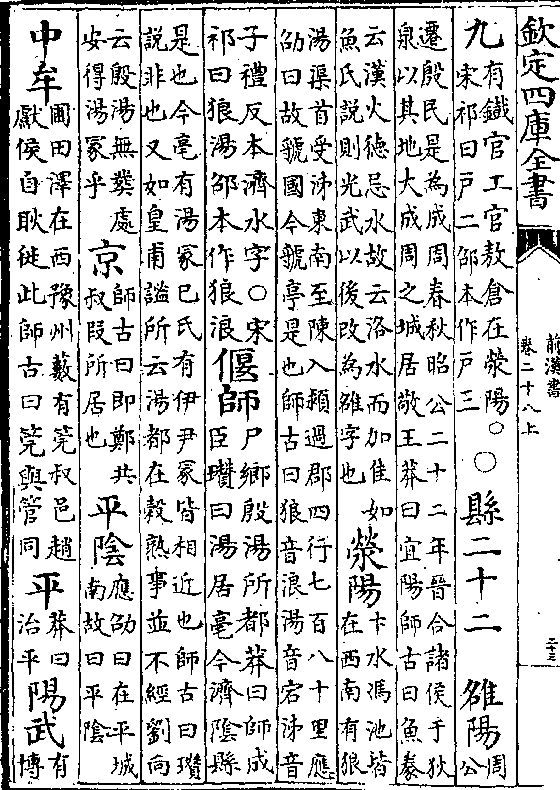 欽定四庫全書
前漢書
卷二十八上
二十三
九
有鐵官工官敖倉在滎陽○
宋祁曰戸二邵本作戸三
○縣二十二
雒陽
周
公
遷殷民是為成周春秋昭公二十二年晉合諸侯于狄
泉以其地大成周之城居敬王莽曰宜陽師古曰魚豢
云漢火德忌水故云洛水而加隹如
魚氏說則光武以後改為雒字也
滎陽
卞水馮池皆
在西南有狼
湯渠首受泲東南至陳入潁過郡四行七百八十里應
劭曰故虢國今虢亭是也師古曰狼音浪湯音宕泲音
子禮反本濟水字○宋
祁曰狼湯邵本作狼浪
偃師
尸鄉殷湯所都莽曰師成
臣瓚曰湯居亳今濟陰縣
是也今亳有湯冢巳氏有伊尹冢皆相近也師古曰瓚
說非也又如皇甫謐所云湯都在穀熟事並不經劉向
云殷湯無葬處
安得湯冢乎
京
師古曰即鄭共
叔段所居也
平陰
應劭曰在平城
南故曰平陰
中牟
圃田澤在西豫州藪有筦叔邑趙
獻侯自耿徙此師古曰筦與管同
平
莽曰
治平
陽武
有
博